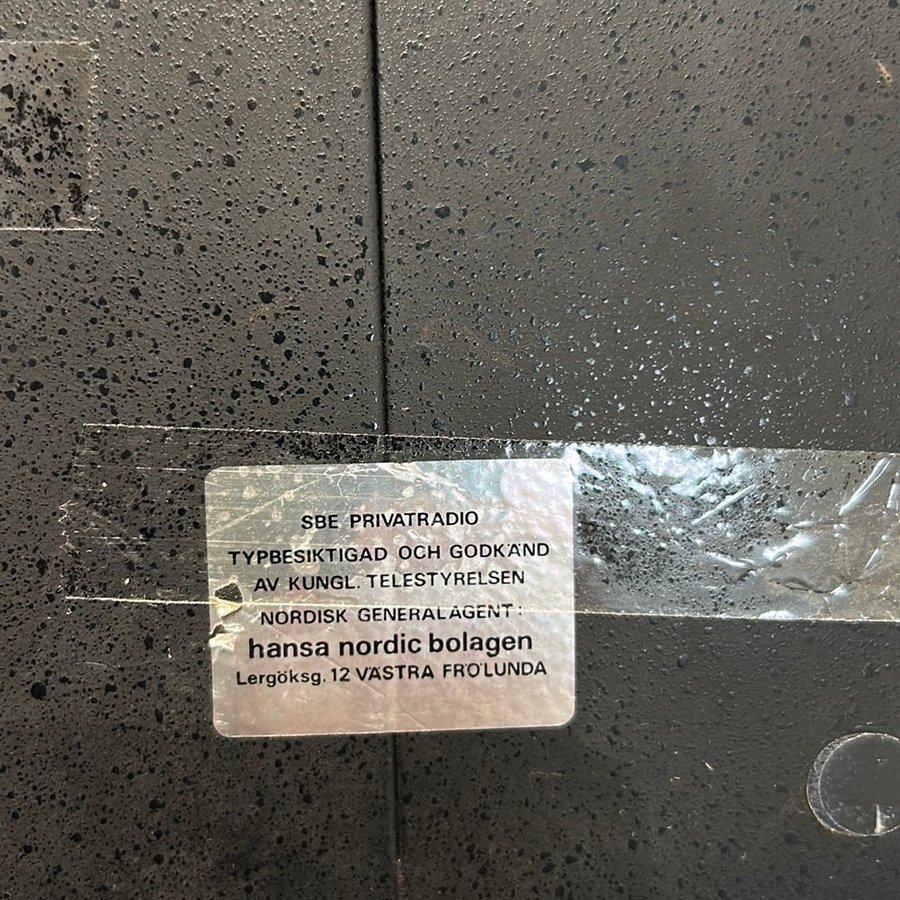 SBE PRIVATRADIO
TYPBESIKTIGAD OCH GODKÄND
AV KUNGL. TELESTYRELSEN
NORDISK GENERALAGENT:
hansa nordic bolagen
Lergöksg. 12 VÄSTRA FRÖLUNDA